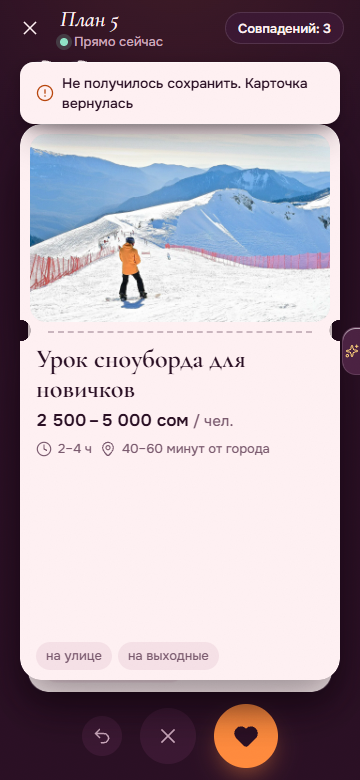 План 5
Прямо сейчас
Совпадений: 3
Не получилось сохранить. Карточка
вернулась
Урок сноуборда для
новичков
2 500 – 5 000 сом / чел.
2–4 ч 40–60 минут от города
на улице на выходные